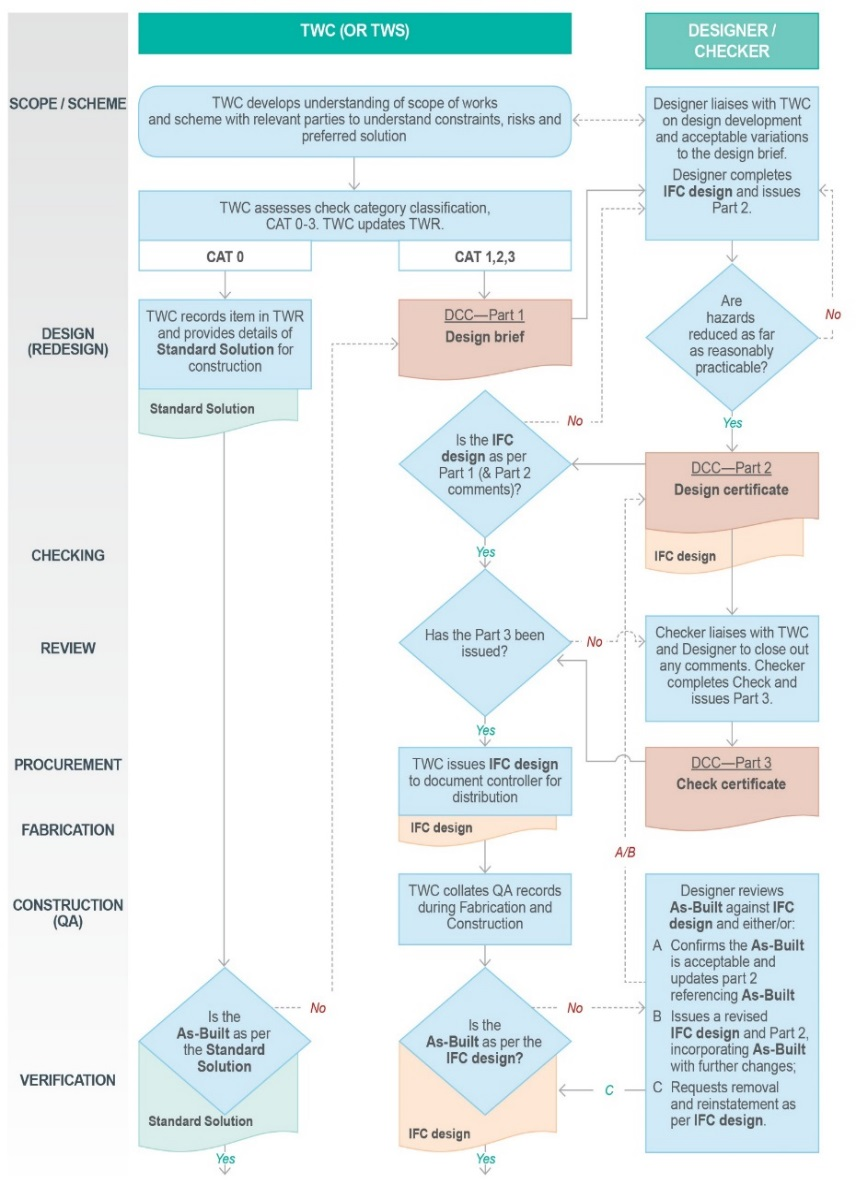 TWC (OR TWS)
DESIGNER /
CHECKER
SCOPE / SCHEME
TWC develops understanding of scope of works
and scheme with relevant parties to understand constraints, risks and
preferred solution
Designer liaises with TWC
on design development
and acceptable variations
to the design brief.
Designer completes
IFC design and issues
Part 2.
TWC assesses check category classification,
CAT 0-3. TWC updates TWR.
CAT 0
CAT 1,2,3
DESIGN
(REDESIGN)
TWC records item in TWR
and provides details of
Standard Solution for
construction
Standard Solution
DCC—Part 1
Design brief
Are
hazards
reduced as far
as reasonably
practicable?
No
Yes
No
Is the IFC
design as per
Part 1 (& Part 2
comments)?
Yes
DCC—Part 2
Design certificate
IFC design
CHECKING
REVIEW
Has the Part 3 been
issued?
No
Yes
Checker liaises with TWC
and Designer to close out
any comments. Checker
completes Check and
issues Part 3.
PROCUREMENT
TWC issues IFC design
to document controller for
distribution
IFC design
DCC—Part 3
Check certificate
FABRICATION
A/B
CONSTRUCTION
(QA)
TWC collates QA records
during Fabrication and
Construction
Designer reviews
As-Built against IFC
design and either/or:
A Confirms the As-Built
is acceptable and
updates part 2
referencing As-Built
B Issues a revised
IFC design and Part 2,
incorporating As-Built
with further changes;
C Requests removal
and reinstatement as
per IFC design.
VERIFICATION
Is the
As-Built as per
the Standard
Solution
No
Standard Solution
Yes
Is the
As-Built as per the
IFC design?
No
C
IFC design
Yes